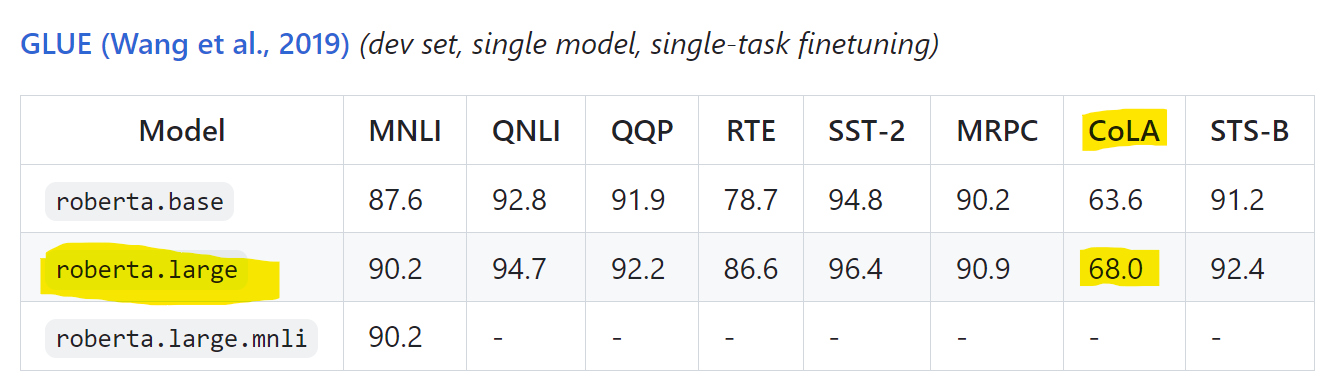 GLUE (Wang et al., 2019) (dev set, single model, single-task finetuning)
Model MNLI QNLI QQP RTE SST-2 MRPC CoLA STS-B
roberta.base 87.6 92.8 91.9 78.7 94.8 90.2 63.6 91.2
roberta.large 90.2 94.7 92.2 86.6 96.4 90.9 68.0 92.4
roberta.large.mnli 90.2 - - - - - - -